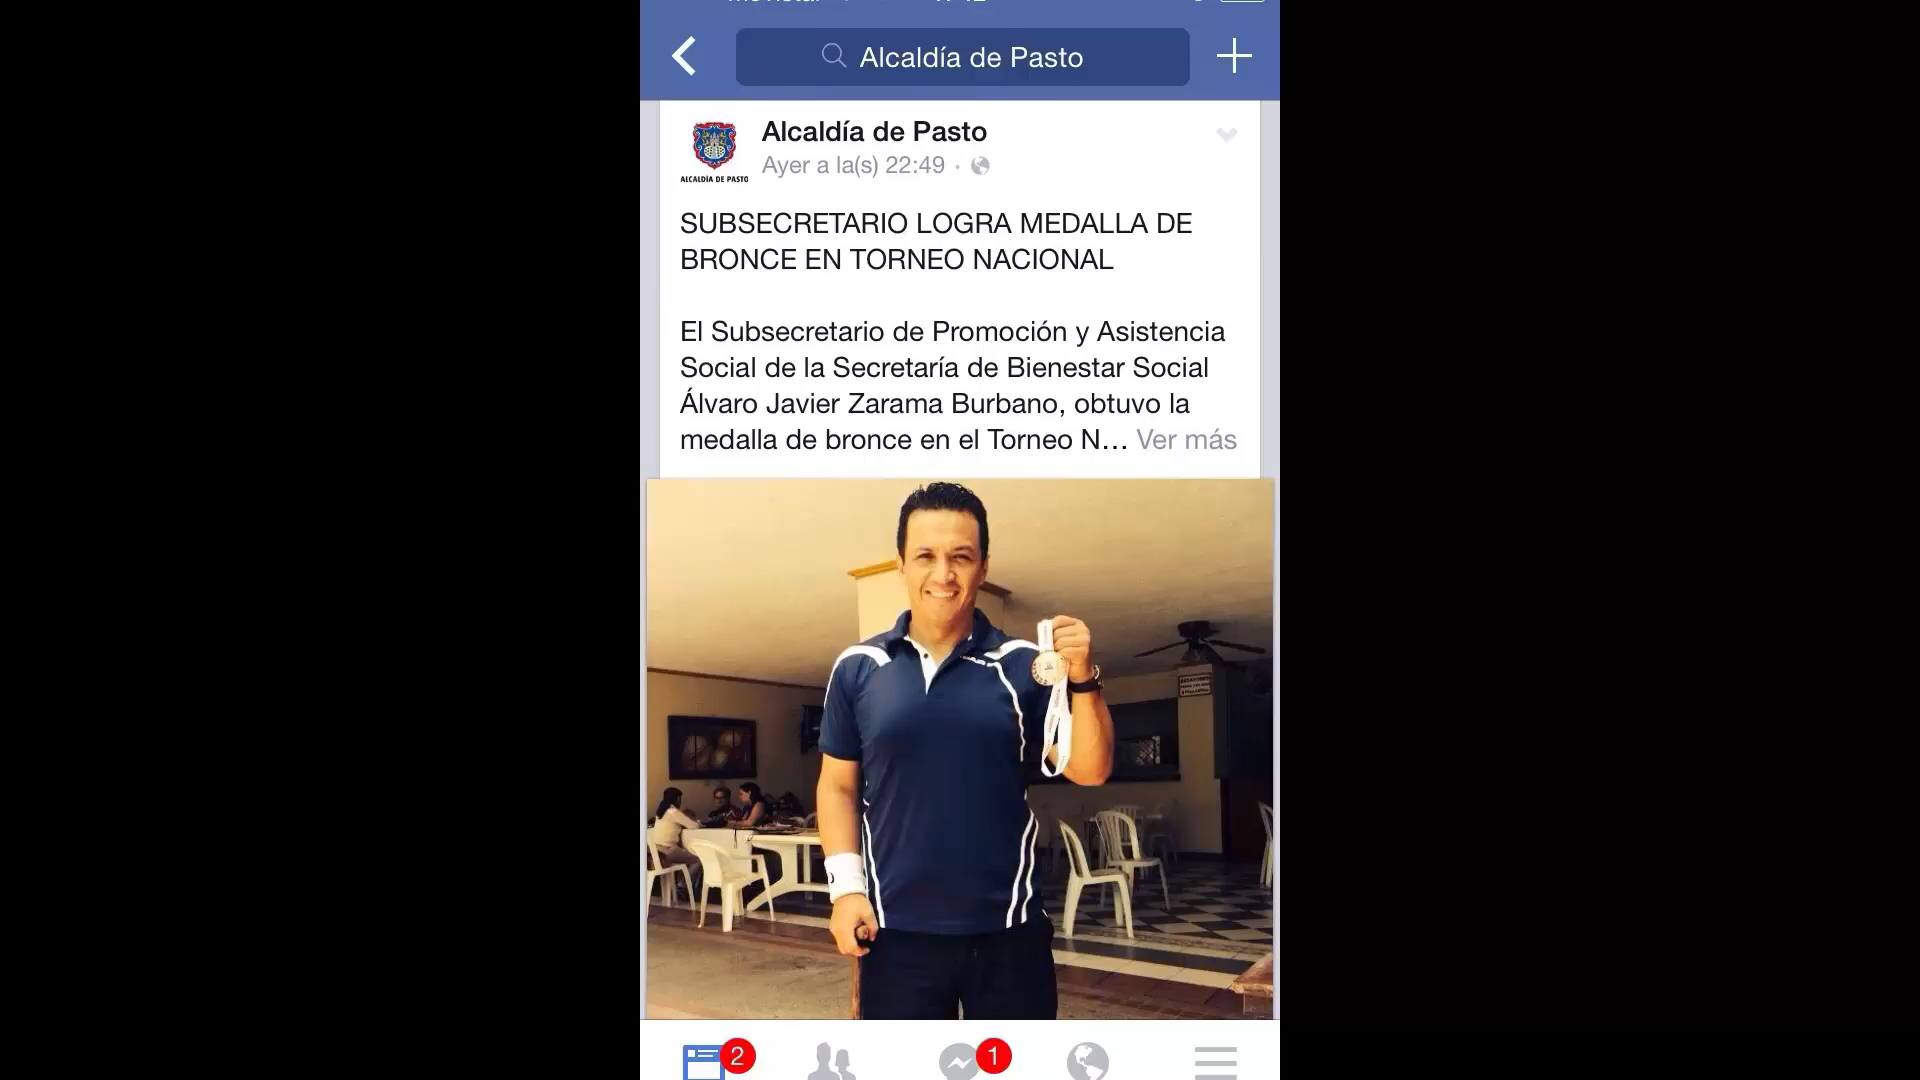 Alcaldía de Pasto
Alcaldía de Pasto
Ayer a la(s) 22:49
ALCALDÍA DE PASTO
SUBSECRETARIO LOGRA MEDALLA DE
BRONCE EN TORNEO NACIONAL
El Subsecretario de Promoción y Asistencia
Social de la Secretaría de Bienestar Social
Álvaro Javier Zarama Burbano, obtuvo la
medalla de bronce en el Torneo N... Ver más
2
1